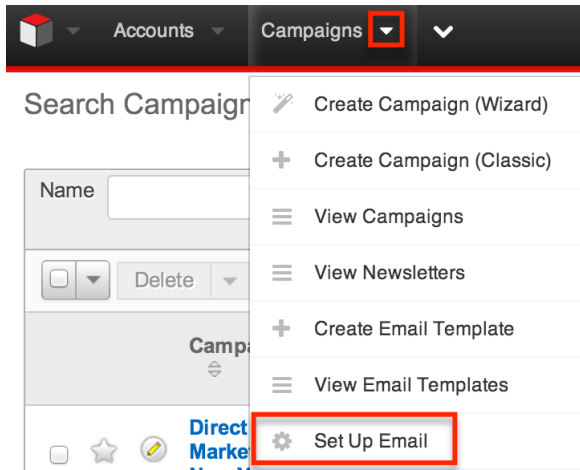 Accounts Campaigns
Search Campaign
Create Campaign (Wizard)
Create Campaign (Classic)
Name
View Campaigns
View Newsletters
Delete
Create Email Template
Campa
View Email Templates
Direct
Set Up Email
Marke